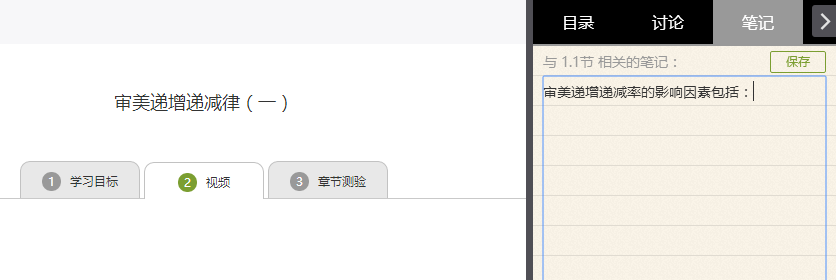 目录 讨论 笔记
与 1.1节 相关的笔记：
保存
审美递增递减率的影响因素包括：
审美递增递减律（一）
1 学习目标
2 视频
3 章节测验